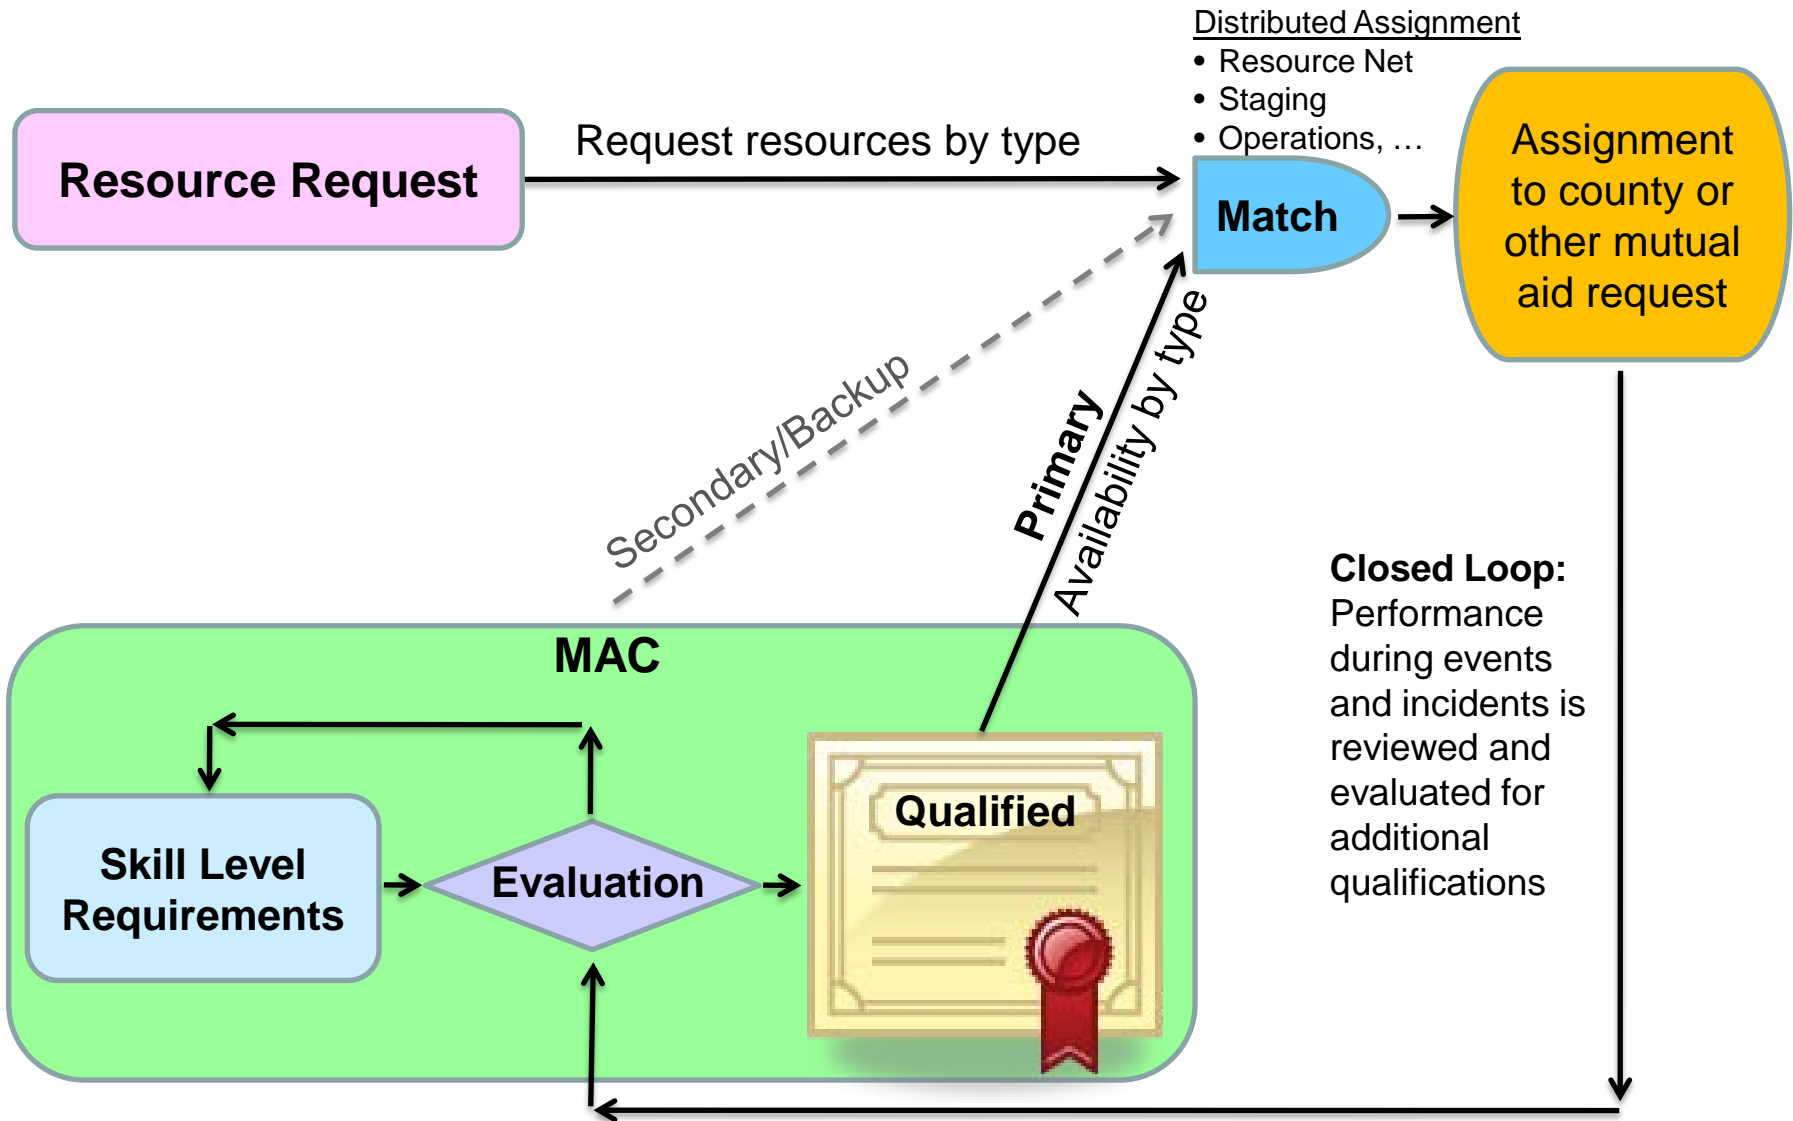 Distributed Assignment
• Resource Net
• Staging
• Operations, …
Resource Request
Request resources by type
Match
Assignment
to county or
other mutual
aid request
Secondary/Backup
Primary
Availability by type
Closed Loop:
Performance
during events
and incidents is
reviewed and
evaluated for
additional
qualifications
MAC
Skill Level
Requirements
Evaluation
Qualified